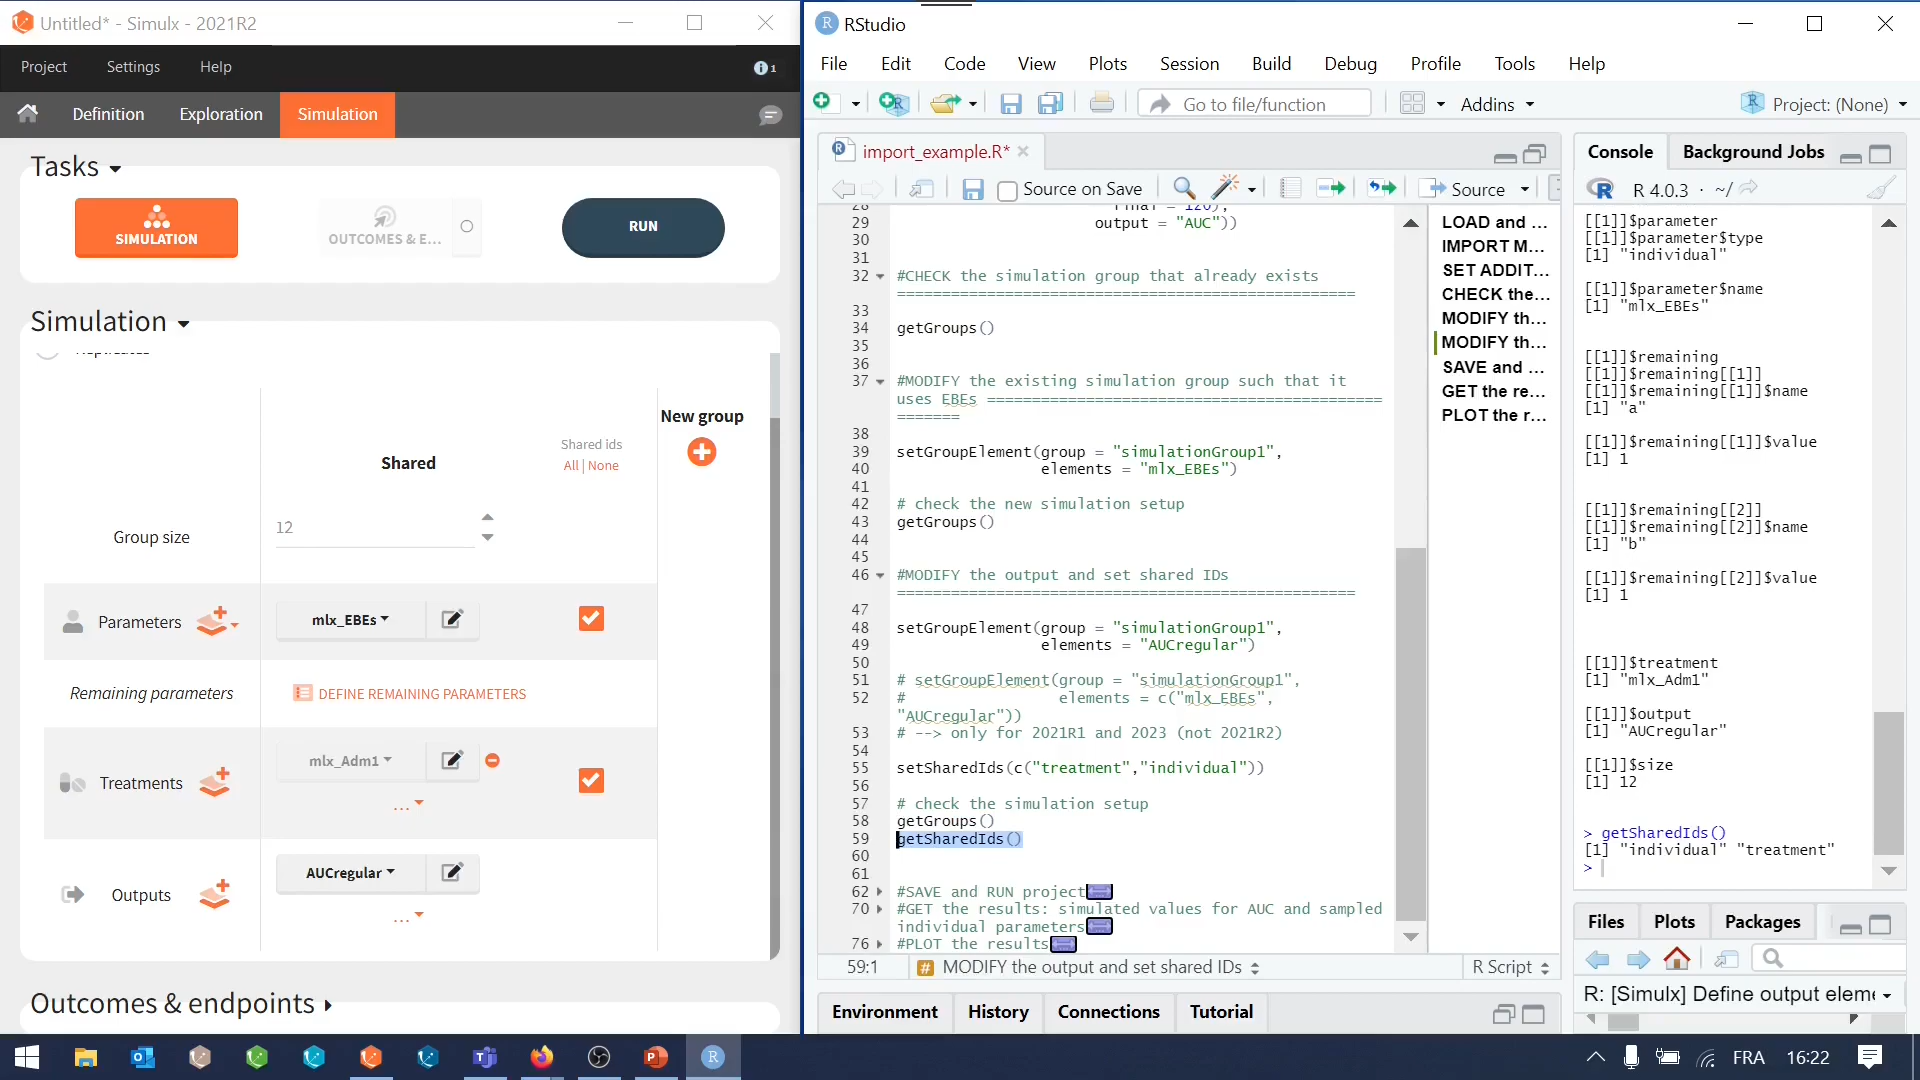 Untitled* - Simulx - 2021R2
Project Settings Help
1
Definition Exploration Simulation
Tasks
SIMULATION
OUTCOMES & E...
RUN
Simulation
New group
Shared
Shared ids
All | None
Group size
12
Parameters
mlx_EBEs
Remaining parameters
DEFINE REMAINING PARAMETERS
Treatments
mlx_Adm1
...
Outputs
AUCregular
...
Outcomes & endpoints
RStudio
File Edit Code View Plots Session Build Debug Profile Tools Help
Go to file/function
Addins
Project: (None)
import_example.R*
Source on Save
Source
28 final = 120),
29 output = "AUC"))
30
31
32 #CHECK the simulation group that already exists
===================================================
33
34 getGroups()
35
36
37 #MODIFY the existing simulation group such that it
uses EBEs ============================================
=======
38
39 setGroupElement(group = "simulationGroup1",
40 elements = "mlx_EBEs")
41
42 # check the new simulation setup
43 getGroups()
44
45
46 #MODIFY the output and set shared IDs
===================================================
47
48 setGroupElement(group = "simulationGroup1",
49 elements = "AUCregular")
50
51 # setGroupElement(group = "simulationGroup1",
52 # elements = c("mlx_EBEs",
"AUCregular"))
53 # --> only for 2021R1 and 2023 (not 2021R2)
54
55 setSharedIds(c("treatment","individual"))
56
57 # check the simulation setup
58 getGroups()
59 getSharedIds()
60
61
62 #SAVE and RUN project
70 #GET the results: simulated values for AUC and sampled
individual parameters
76 #PLOT the results
59:1 # MODIFY the output and set shared IDs R Script
LOAD and ...
IMPORT M...
SET ADDIT...
CHECK the...
MODIFY th...
MODIFY th...
SAVE and ...
GET the re...
PLOT the r...
Environment History Connections Tutorial
Console Background Jobs
R 4.0.3 · ~/
[[1]]$parameter
[[1]]$parameter$type
[1] "individual"
[[1]]$parameter$name
[1] "mlx_EBEs"
[[1]]$remaining
[[1]]$remaining[[1]]
[[1]]$remaining[[1]]$name
[1] "a"
[[1]]$remaining[[1]]$value
[1] 1
[[1]]$remaining[[2]]
[[1]]$remaining[[2]]$name
[1] "b"
[[1]]$remaining[[2]]$value
[1] 1
[[1]]$treatment
[1] "mlx_Adm1"
[[1]]$output
[1] "AUCregular"
[[1]]$size
[1] 12
> getSharedIds()
[1] "individual" "treatment"
>
Files Plots Packages
R: [Simulx] Define output eleme
FRA 16:22